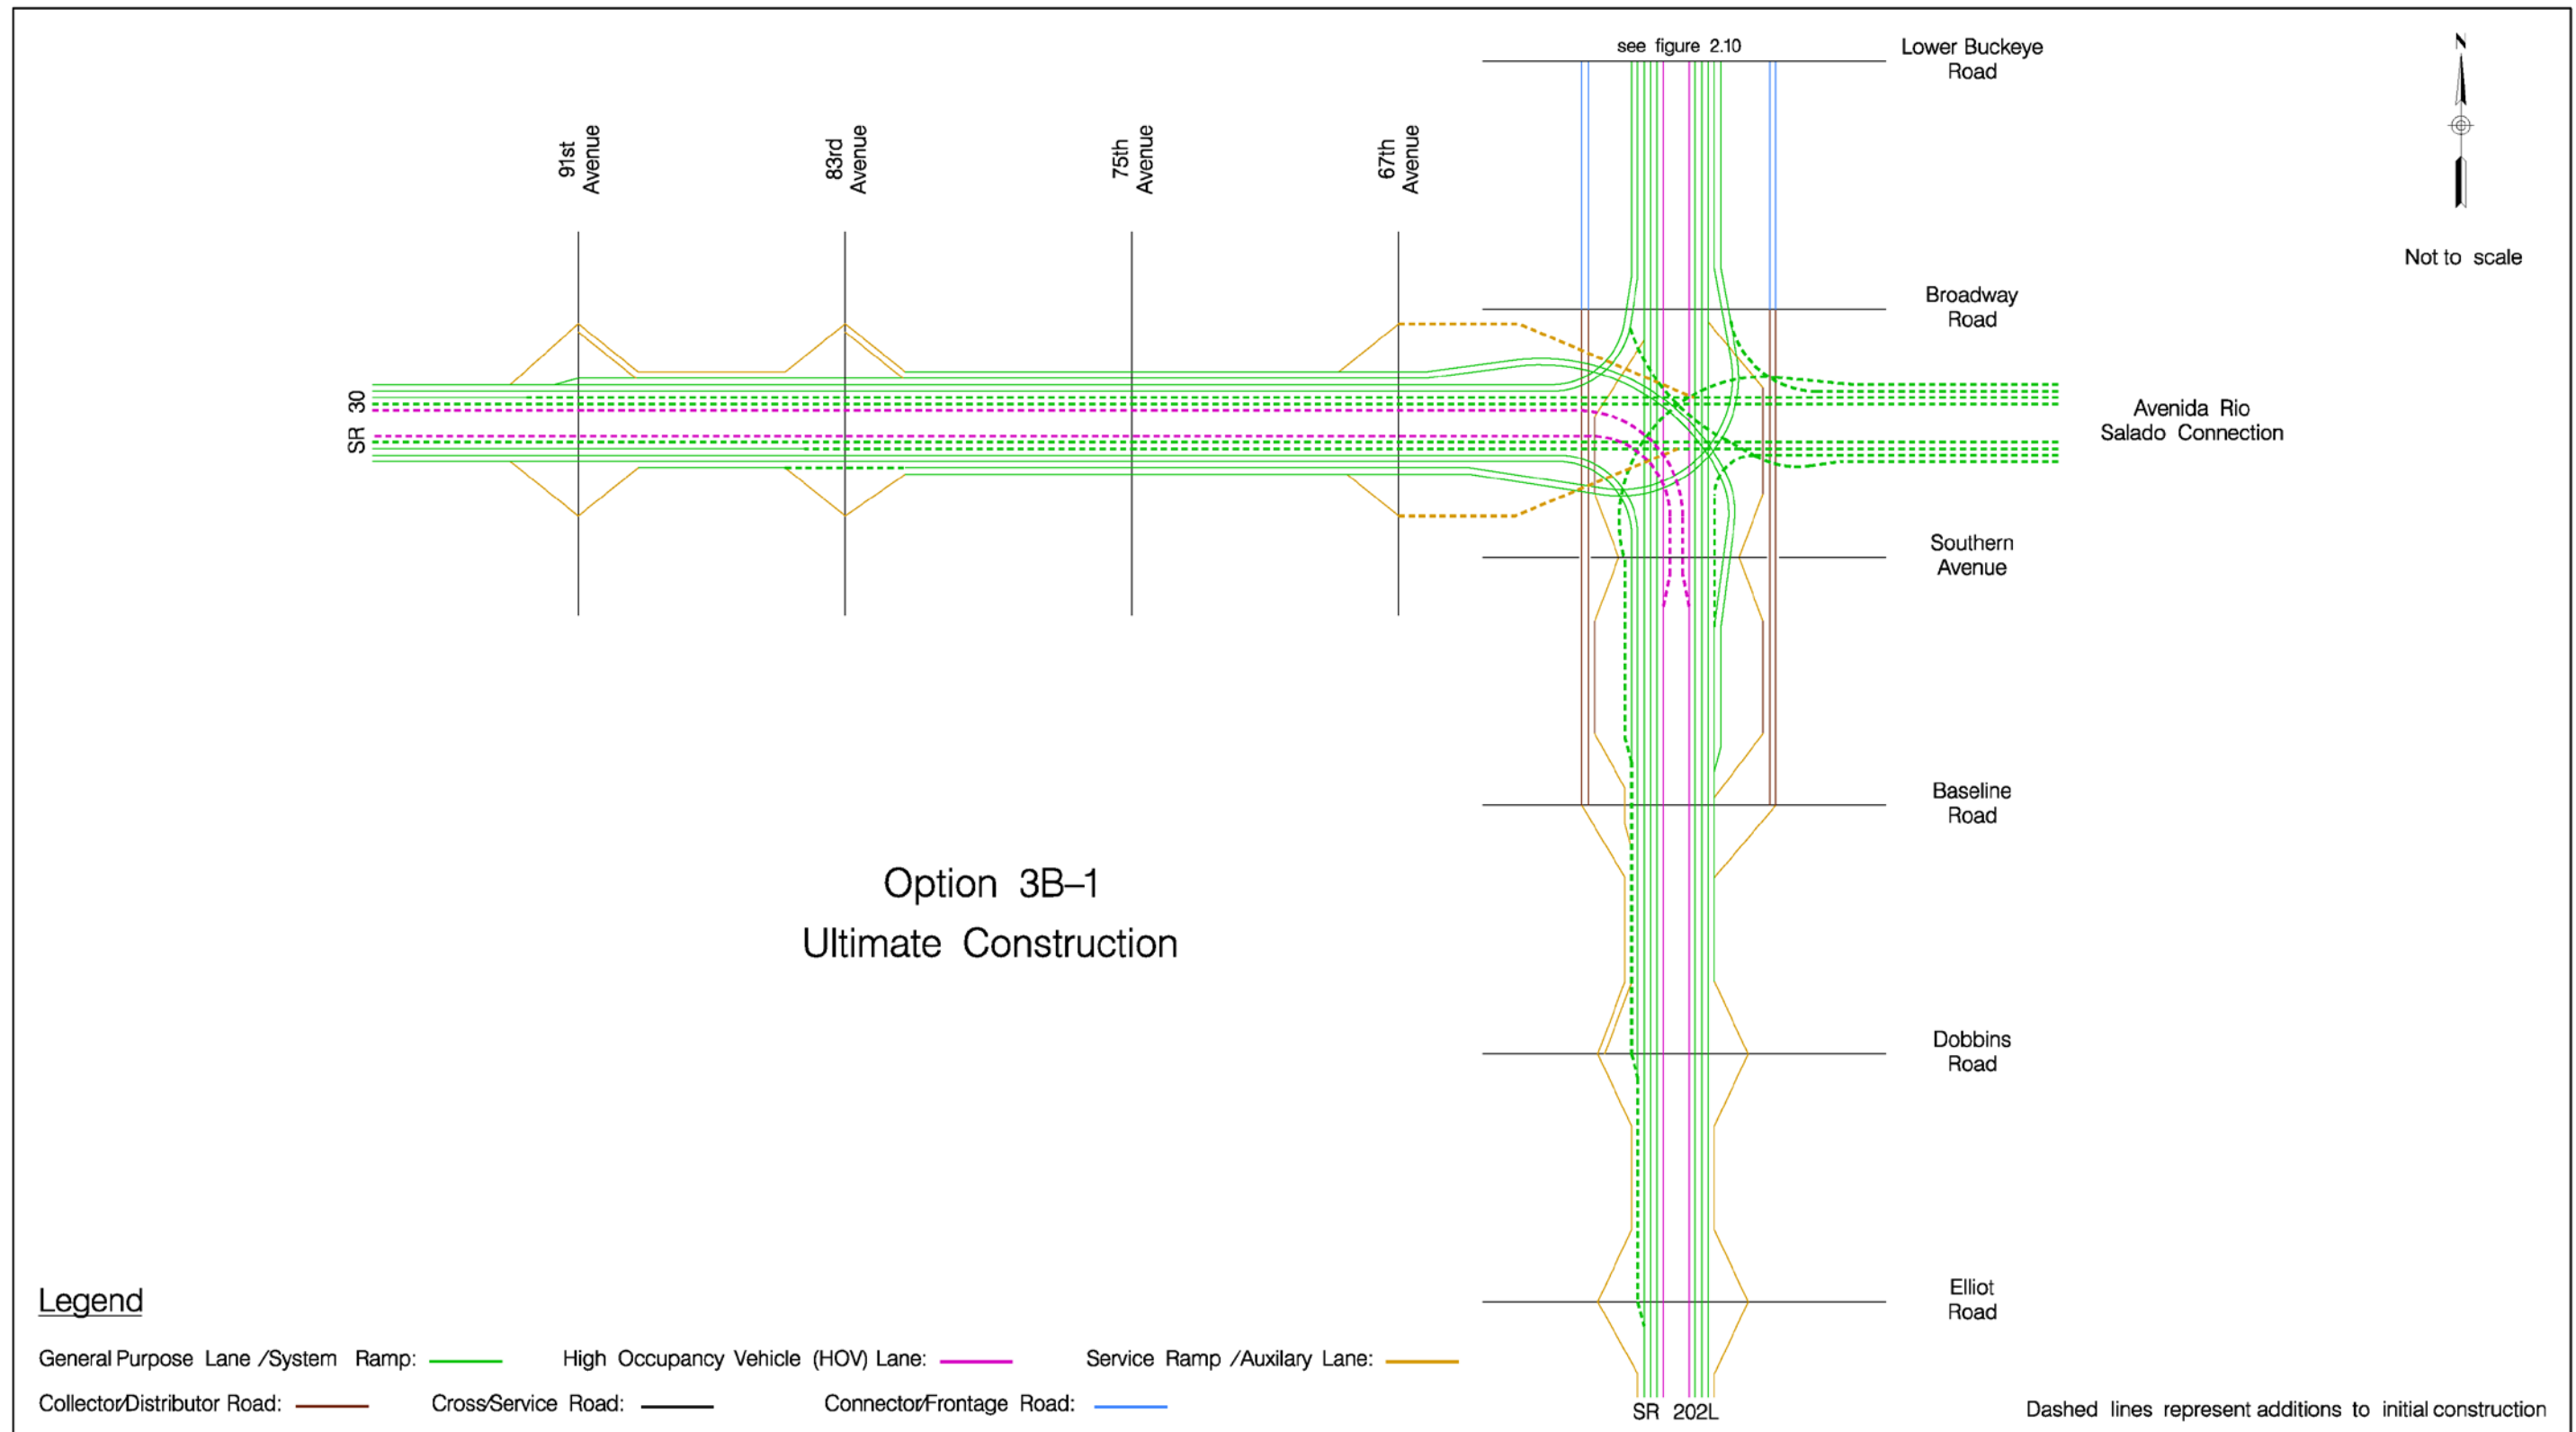 see figure 2.10
Lower Buckeye
Road
N
Not to scale
91st
Avenue
83rd
Avenue
75th
Avenue
67th
Avenue
Broadway
Road
SR 30
Avenida Rio
Salado Connection
Southern
Avenue
Baseline
Road
Option 3B-1
Ultimate Construction
Dobbins
Road
Elliot
Road
Legend
General Purpose Lane /System Ramp:
High Occupancy Vehicle (HOV) Lane:
Service Ramp /Auxilary Lane:
Collector/Distributor Road:
Cross/Service Road:
Connector/Frontage Road:
SR 202L
Dashed lines represent additions to initial construction